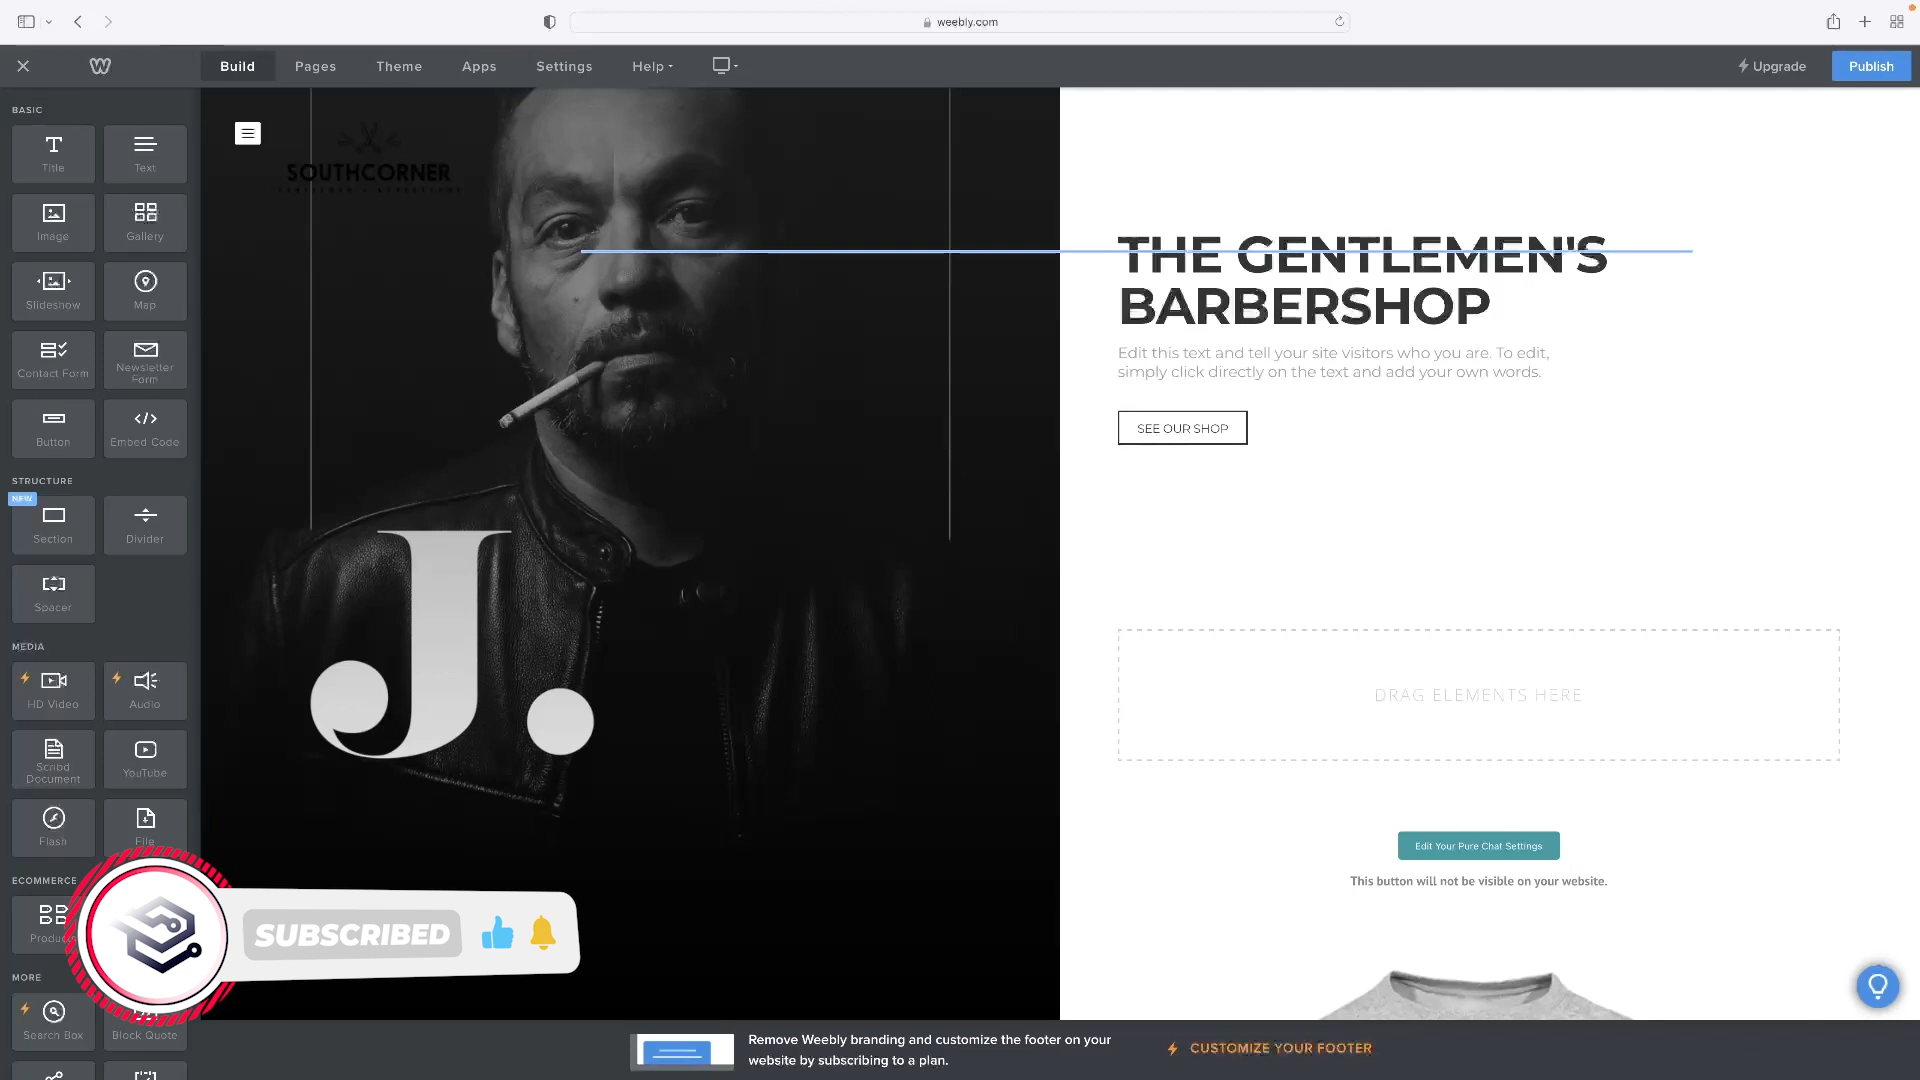 weebly.com
Build
Pages
Theme
Apps
Settings
Help
Upgrade
Publish
BASIC
Title
Text
Image
Gallery
Slideshow
Map
Contact Form
Newsletter
Form
Button
Embed Code
STRUCTURE
NEW
Section
Divider
Spacer
MEDIA
HD Video
Audio
Scribd
Document
YouTube
Flash
File
ECOMMERCE
MORE
Search Box
Block Quote
SOUTHCORNER
J.
THE GENTLEMEN'S
BARBERSHOP
Edit this text and tell your site visitors who you are. To edit,
simply click directly on the text and add your own words.
SEE OUR SHOP
DRAG ELEMENTS HERE
Edit Your Pure Chat Settings
This button will not be visible on your website.
SUBSCRIBED
Remove Weebly branding and customize the footer on your
website by subscribing to a plan.
CUSTOMIZE YOUR FOOTER